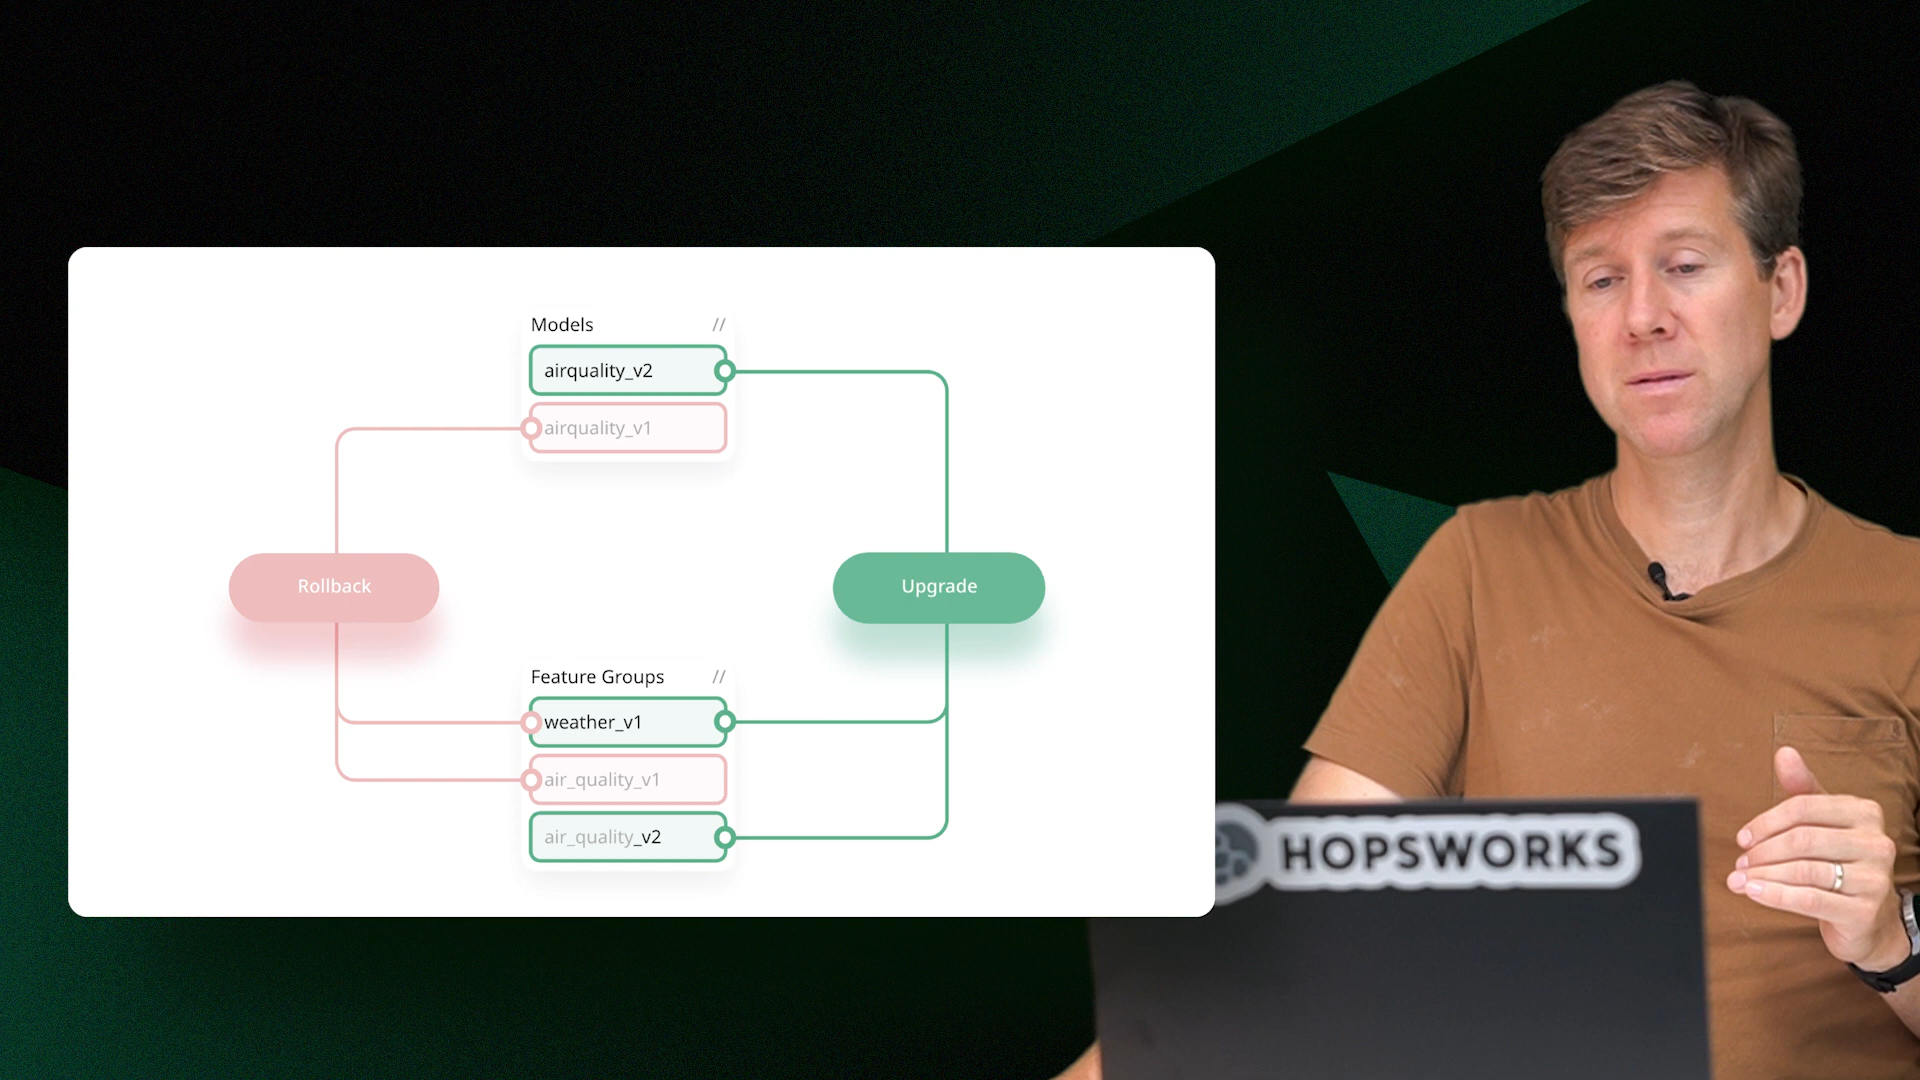 Models //
airquality_v2
airquality_v1
Rollback
Upgrade
Feature Groups //
weather_v1
air_quality_v1
air_quality_v2
HOPSWORKS